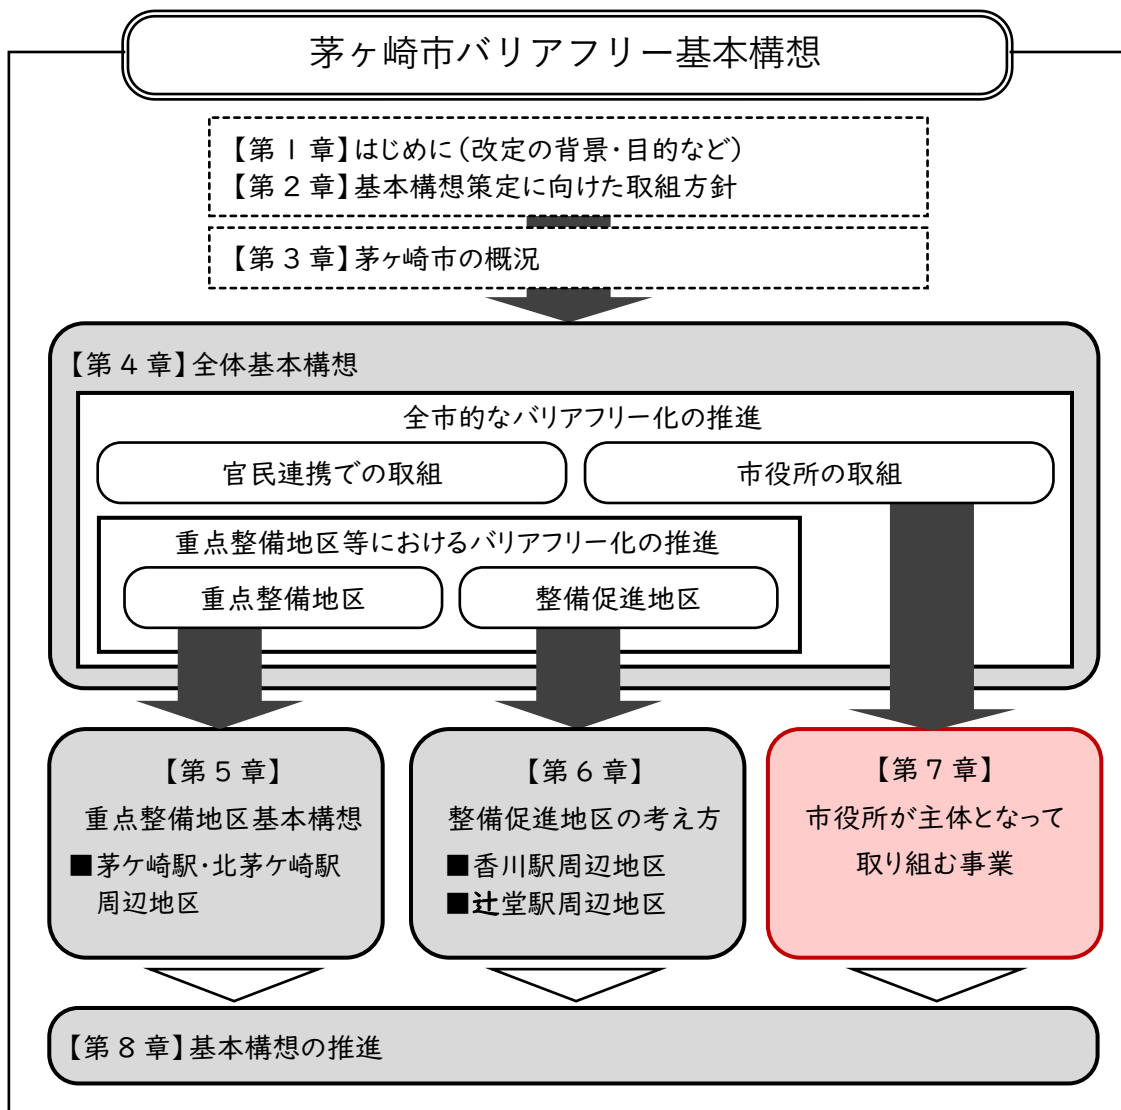 茅ヶ崎市バリアフリー基本構想
【第1章】はじめに（改定の背景・目的など）
【第2章】基本構想策定に向けた取組方針
【第3章】茅ヶ崎市の概況
【第4章】全体基本構想
全市的なバリアフリー化の推進
官民連携での取組
市役所の取組
重点整備地区等におけるバリアフリー化の推進
重点整備地区
整備促進地区
【第5章】
重点整備地区基本構想
■茅ケ崎駅・北茅ケ崎駅
周辺地区
【第6章】
整備促進地区の考え方
■香川駅周辺地区
■辻堂駅周辺地区
【第7章】
市役所が主体となって
取り組む事業
【第8章】基本構想の推進